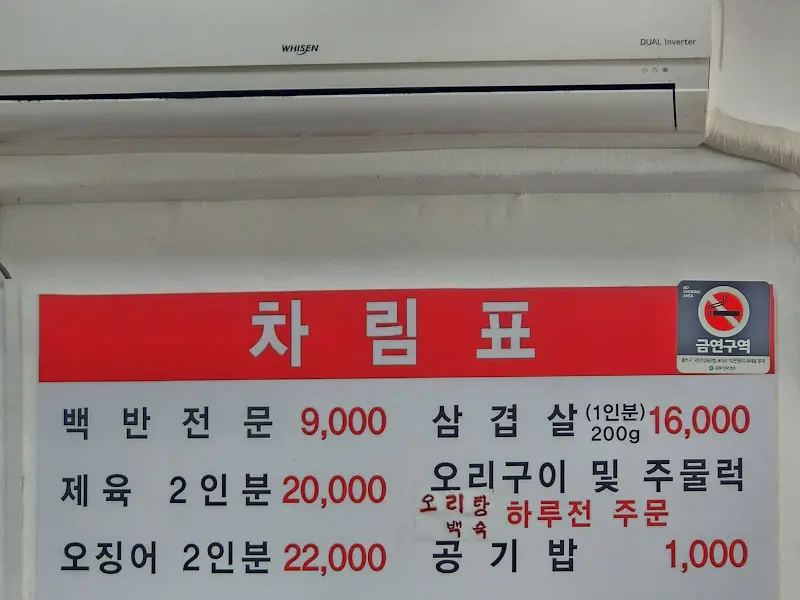 WHISEN
DUAL Inverter
차림표
NO
SMOKING
AREA
금연구역
백반전문 9,000
제육 2인분 20,000
오징어 2인분 22,000
삼겹살 (1인분) 200g 16,000
오리구이 및 주물럭
오리탕
백숙
하루전 주문
공기밥 1,000